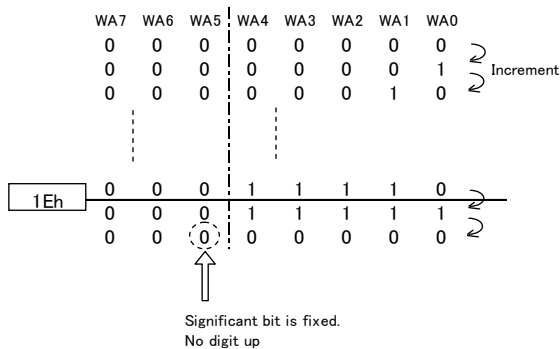 WA7 WA6 WA5 WA4 WA3 WA2 WA1 WA0
0 0 0 0 0 0 0 0
0 0 0 0 0 0 0 1
Increment
0 0 0 0 0 0 1 0
0 0 0 1 1 1 1 0
1Eh
0 0 0 1 1 1 1 1
0 0 0 0 0 0 0 0
Significant bit is fixed.
No digit up